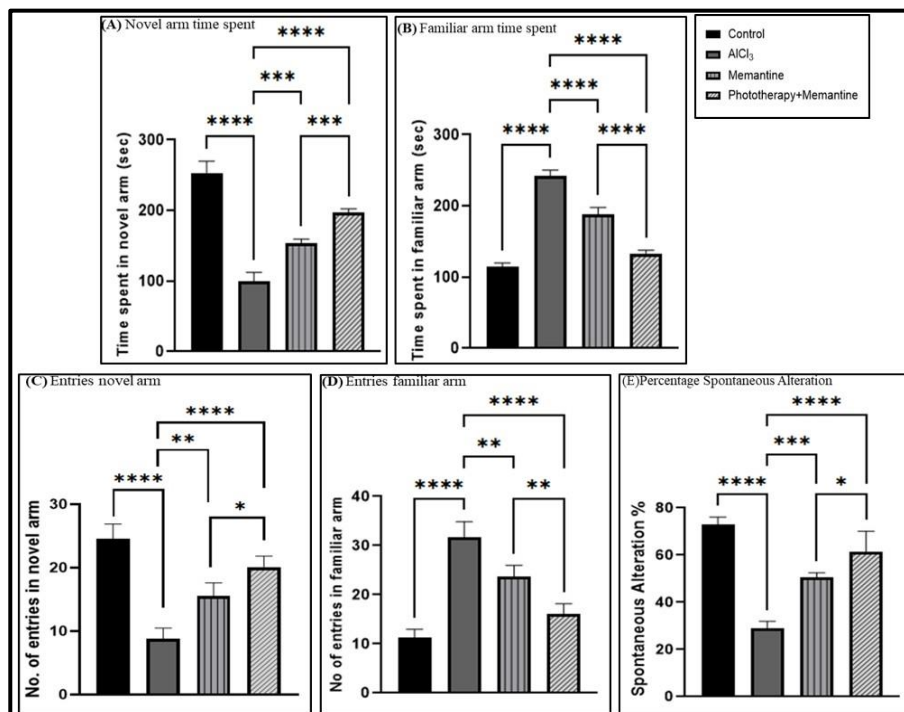 (A) Novel arm time spent
****
***
**** ***
Time spent in novel arm (sec)
300
200
100
0
(B) Familiar arm time spent
****
****
**** ****
Time spent in familiar arm (sec)
300
200
100
0
Control
AlCl₃
Memantine
Phototherapy+Memantine
(C) Entries novel arm
****
**
****
*
No. of entries in novel arm
30
20
10
0
(D) Entries familiar arm
****
**
**** **
No of entries in familiar arm
40
30
20
10
0
(E)Percentage Spontaneous Alteration
****
***
**** *
Spontaneous Alteration %
80
60
40
20
0